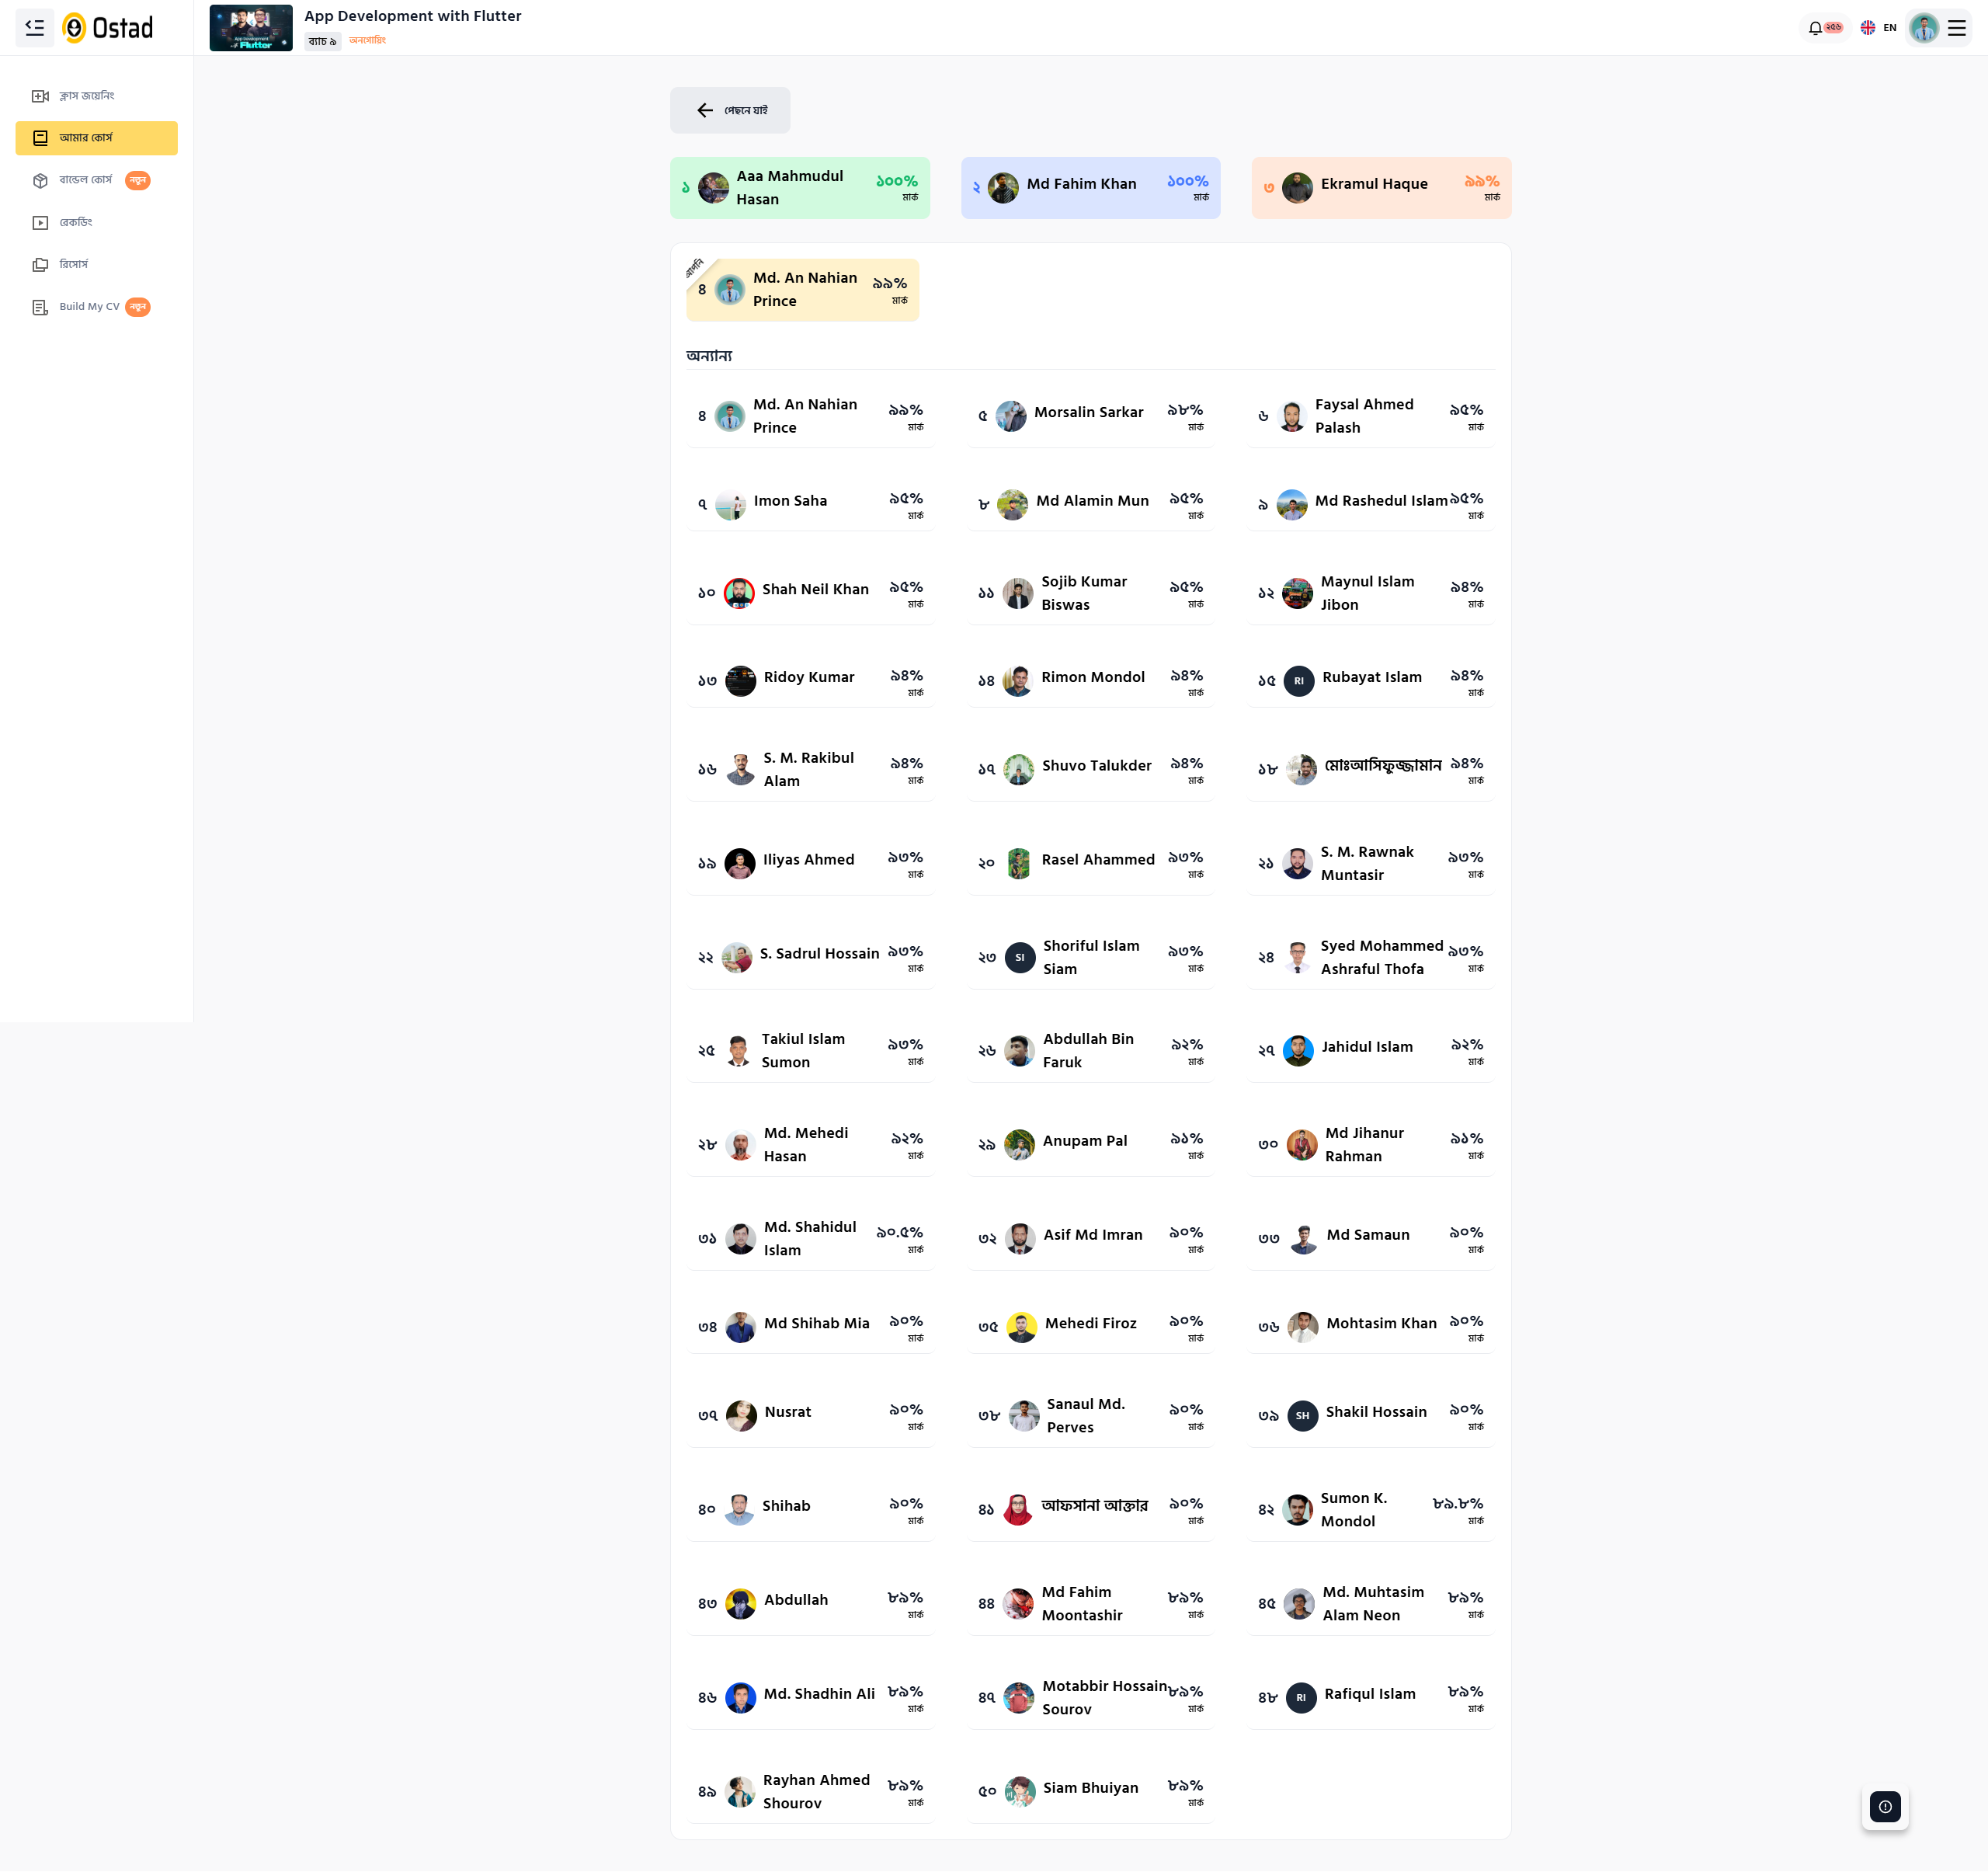 Ostad
App Development with Flutter
ব্যাচ ৯ অনগোয়িং
২৫৬
EN
ক্লাস জয়েনিং
আমার কোর্স
বান্ডেল কোর্স নতুন
রেকর্ডিং
রিসোর্স
Build My CV নতুন
পেছনে যাই
১ Aaa Mahmudul Hasan ১০০% মার্ক
২ Md Fahim Khan ১০০% মার্ক
৩ Ekramul Haque ৯৯% মার্ক
আপনি
৪ Md. An Nahian Prince ৯৯% মার্ক
অন্যান্য
৪ Md. An Nahian Prince ৯৯% মার্ক
৫ Morsalin Sarkar ৯৮% মার্ক
৬ Faysal Ahmed Palash ৯৫% মার্ক
৭ Imon Saha ৯৫% মার্ক
৮ Md Alamin Mun ৯৫% মার্ক
৯ Md Rashedul Islam ৯৫% মার্ক
১০ Shah Neil Khan ৯৫% মার্ক
১১ Sojib Kumar Biswas ৯৫% মার্ক
১২ Maynul Islam Jibon ৯৪% মার্ক
১৩ Ridoy Kumar ৯৪% মার্ক
১৪ Rimon Mondol ৯৪% মার্ক
১৫ RI Rubayat Islam ৯৪% মার্ক
১৬ S. M. Rakibul Alam ৯৪% মার্ক
১৭ Shuvo Talukder ৯৪% মার্ক
১৮ মোঃআসিফুজ্জামান ৯৪% মার্ক
১৯ Iliyas Ahmed ৯৩% মার্ক
২০ Rasel Ahammed ৯৩% মার্ক
২১ S. M. Rawnak Muntasir ৯৩% মার্ক
২২ S. Sadrul Hossain ৯৩% মার্ক
২৩ SI Shoriful Islam Siam ৯৩% মার্ক
২৪ Syed Mohammed Ashraful Thofa ৯৩% মার্ক
২৫ Takiul Islam Sumon ৯৩% মার্ক
২৬ Abdullah Bin Faruk ৯২% মার্ক
২৭ Jahidul Islam ৯২% মার্ক
২৮ Md. Mehedi Hasan ৯২% মার্ক
২৯ Anupam Pal ৯১% মার্ক
৩০ Md Jihanur Rahman ৯১% মার্ক
৩১ Md. Shahidul Islam ৯০.৫% মার্ক
৩২ Asif Md Imran ৯০% মার্ক
৩৩ Md Samaun ৯০% মার্ক
৩৪ Md Shihab Mia ৯০% মার্ক
৩৫ Mehedi Firoz ৯০% মার্ক
৩৬ Mohtasim Khan ৯০% মার্ক
৩৭ Nusrat ৯০% মার্ক
৩৮ Sanaul Md. Perves ৯০% মার্ক
৩৯ SH Shakil Hossain ৯০% মার্ক
৪০ Shihab ৯০% মার্ক
৪১ আফসানা আক্তার ৯০% মার্ক
৪২ Sumon K. Mondol ৮৯.৮% মার্ক
৪৩ Abdullah ৮৯% মার্ক
৪৪ Md Fahim Moontashir ৮৯% মার্ক
৪৫ Md. Muhtasim Alam Neon ৮৯% মার্ক
৪৬ Md. Shadhin Ali ৮৯% মার্ক
৪৭ Motabbir Hossain Sourov ৮৯% মার্ক
৪৮ RI Rafiqul Islam ৮৯% মার্ক
৪৯ Rayhan Ahmed Shourov ৮৯% মার্ক
৫০ Siam Bhuiyan ৮৯% মার্ক